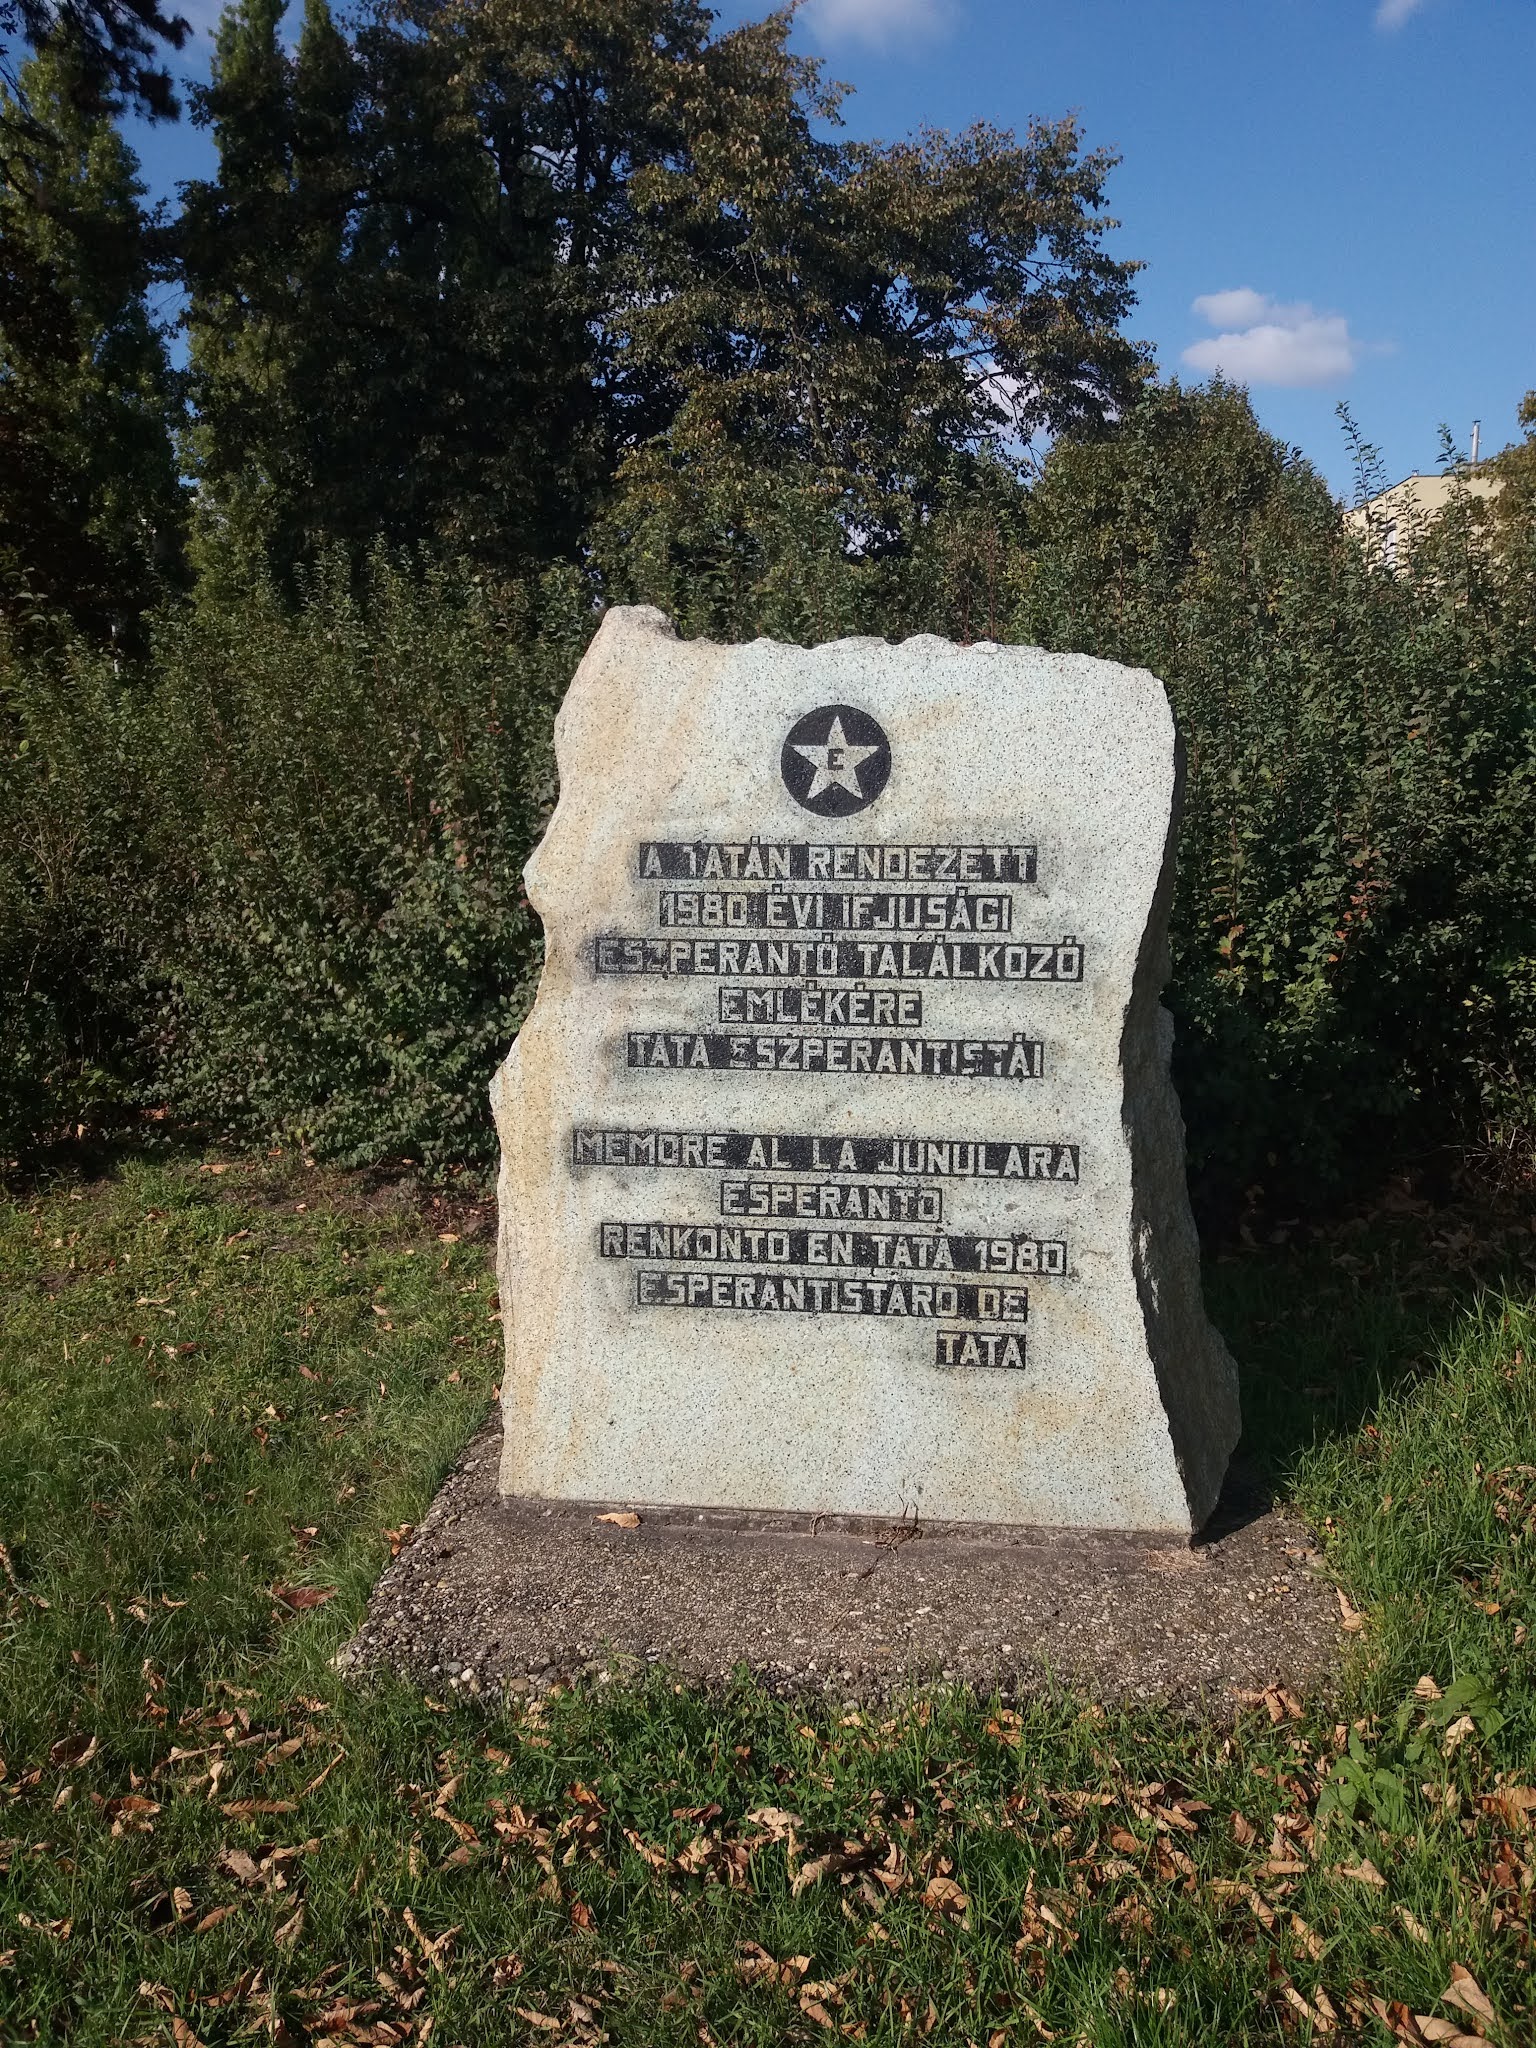 E
A TATÁN RENDEZETT
1980 ÉVI IFJUSÁGI
ESZPERANTÓ TALÁLKOZÓ
EMLÉKÉRE
TATA ESZPERANTISTÁI
MEMORE AL LA JUNULARA
ESPERANTO
RENKONTO EN TATA 1980
ESPERANTISTARO DE
TATA